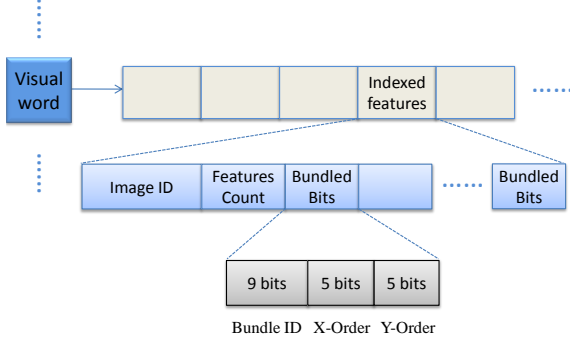 Visual
word
Indexed
features
Image ID
Features
Count
Bundled
Bits
Bundled
Bits
9 bits
5 bits
5 bits
Bundle ID
X-Order
Y-Order